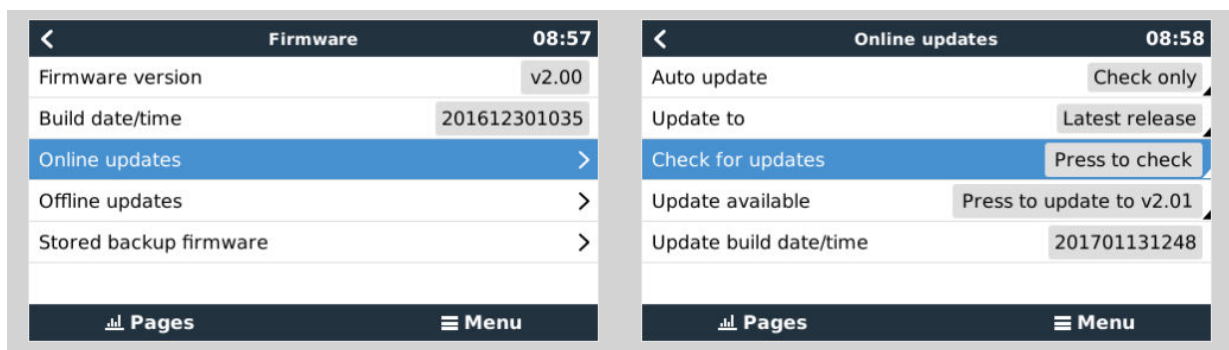 Firmware 08:57
Firmware version v2.00
Build date/time 201612301035
Online updates
Offline updates
Stored backup firmware
Pages Menu
Online updates 08:58
Auto update Check only
Update to Latest release
Check for updates Press to check
Update available Press to update to v2.01
Update build date/time 201701131248
Pages Menu